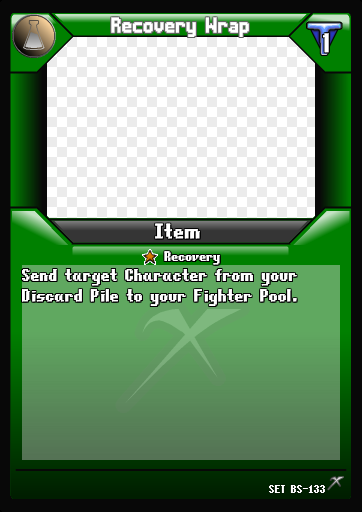 Recovery Wrap
T
1
Item
Recovery
Send target Character from your
Discard Pile to your Fighter Pool.
SET BS-133